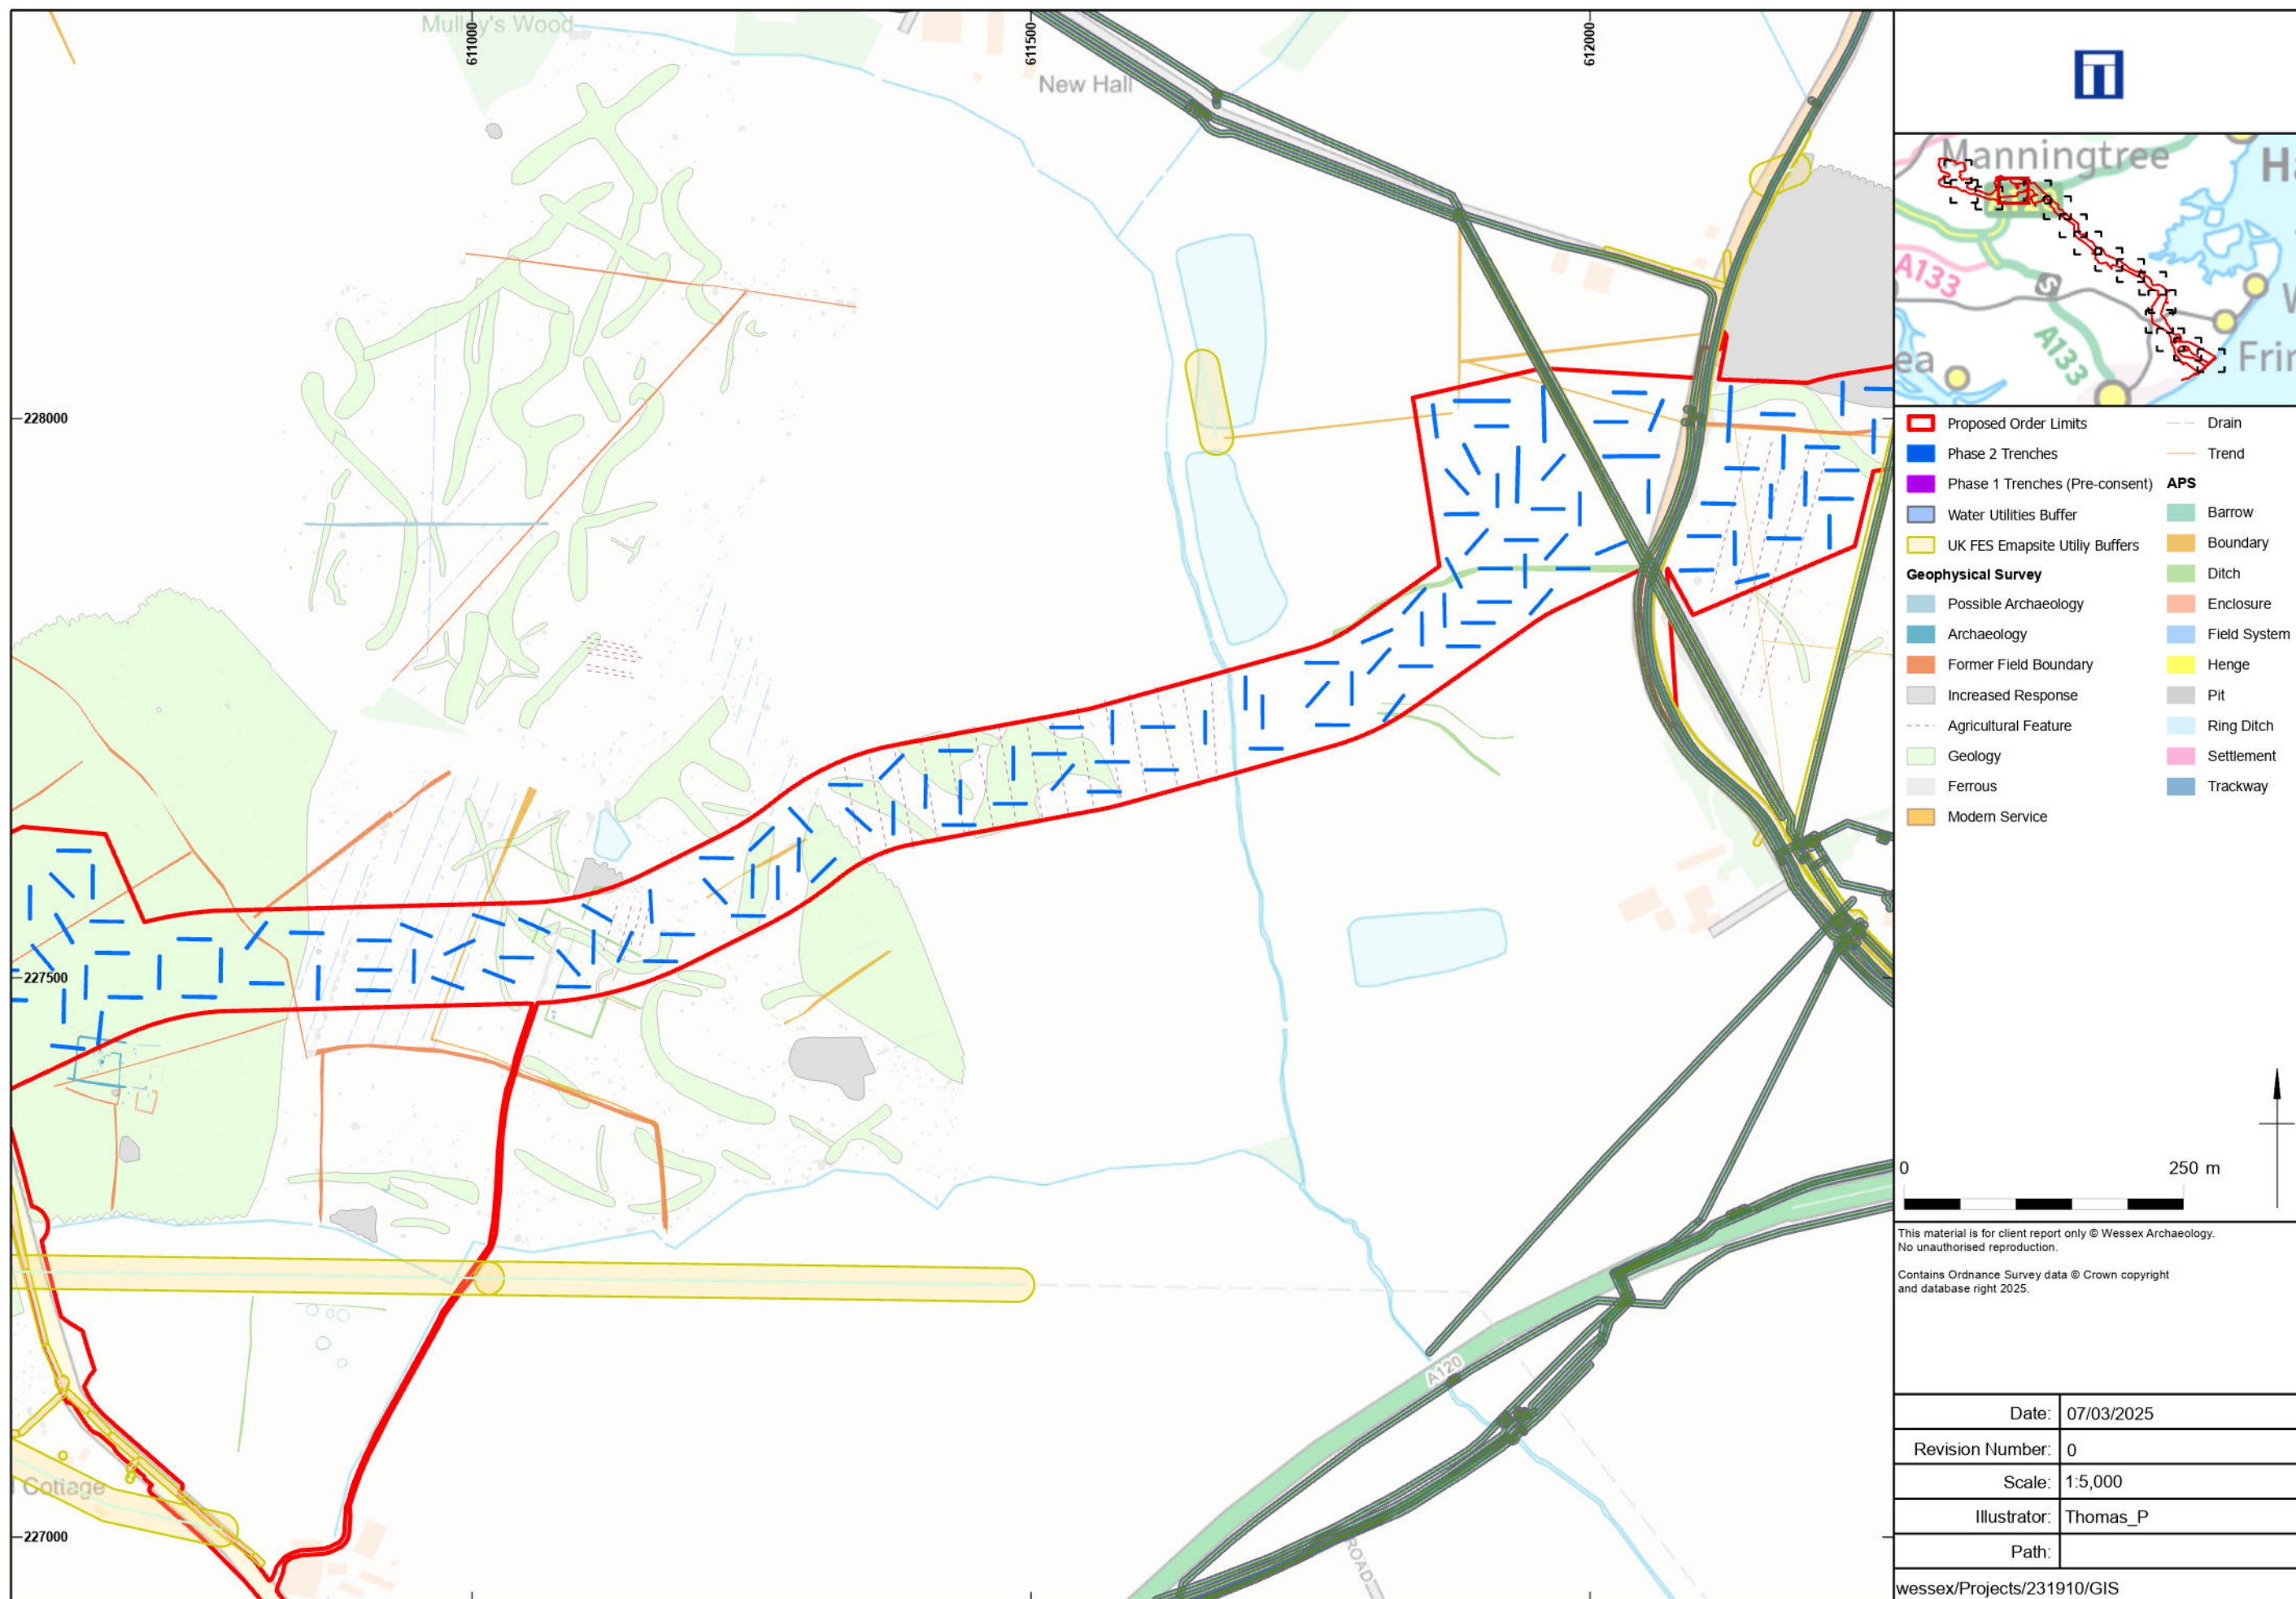 Mulley's Wood
611000
611500
612000
New Hall
228000
227500
227000
Cottage
A120
ROAD
Manningtree
Ha
A133
S
A133
W
ea
Frin
Proposed Order Limits
Phase 2 Trenches
Phase 1 Trenches (Pre-consent)
Water Utilities Buffer
UK FES Emapsite Utiliy Buffers
Geophysical Survey
Possible Archaeology
Archaeology
Former Field Boundary
Increased Response
Agricultural Feature
Geology
Ferrous
Modern Service
Drain
Trend
APS
Barrow
Boundary
Ditch
Enclosure
Field System
Henge
Pit
Ring Ditch
Settlement
Trackway
0 250 m
This material is for client report only © Wessex Archaeology.
No unauthorised reproduction.
Contains Ordnance Survey data © Crown copyright
and database right 2025.
Date: 07/03/2025
Revision Number: 0
Scale: 1:5,000
Illustrator: Thomas_P
Path:
wessex/Projects/231910/GIS